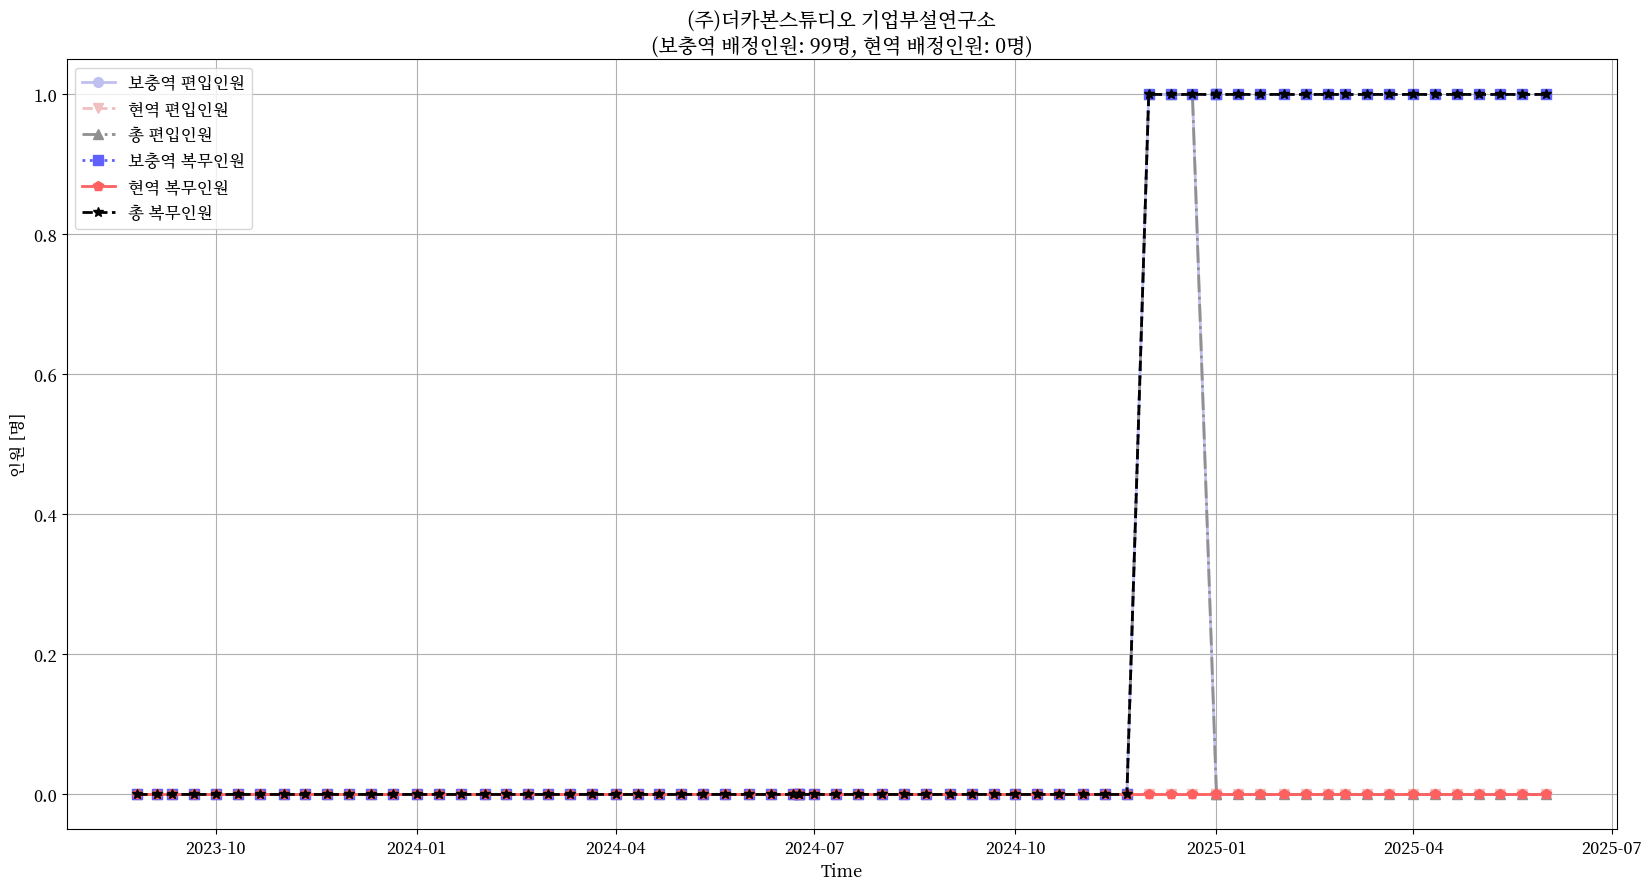 (주)더카본스튜디오 기업부설연구소
(보충역 배정인원: 99명, 현역 배정인원: 0명)
보충역 편입인원
현역 편입인원
총 편입인원
보충역 복무인원
현역 복무인원
총 복무인원
1.0
0.8
0.6
0.4
0.2
0.0
인원 [명]
2023-10
2024-01
2024-04
2024-07
2024-10
2025-01
2025-04
2025-07
Time